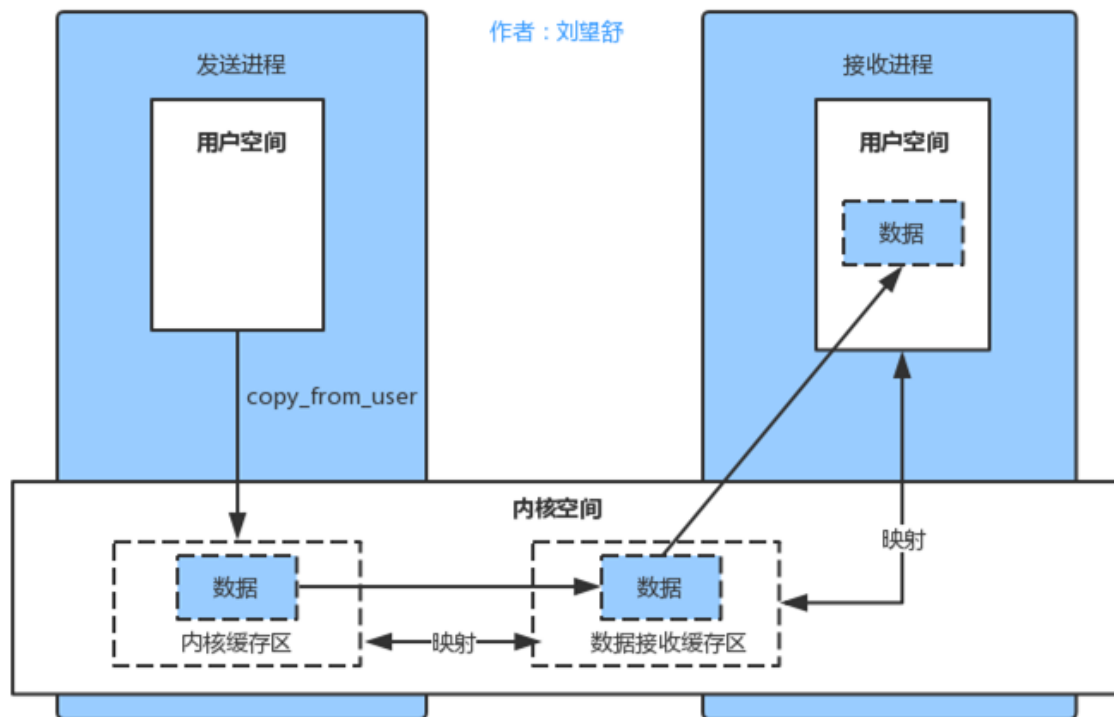 作者：刘望舒
发送进程
接收进程
用户空间
用户空间
数据
copy_from_user
内核空间
映射
数据
数据
内核缓存区
映射
数据接收缓存区